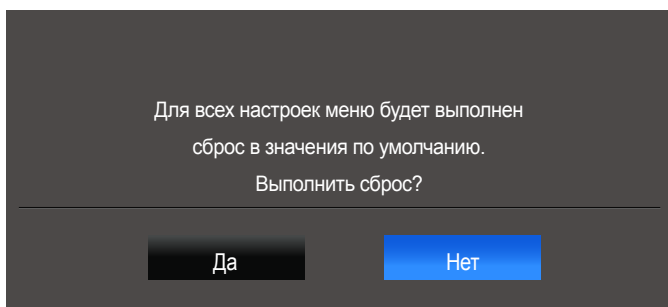 Для всех настроек меню будет выполнен
сброс в значения по умолчанию.
Выполнить сброс?
Да Нет